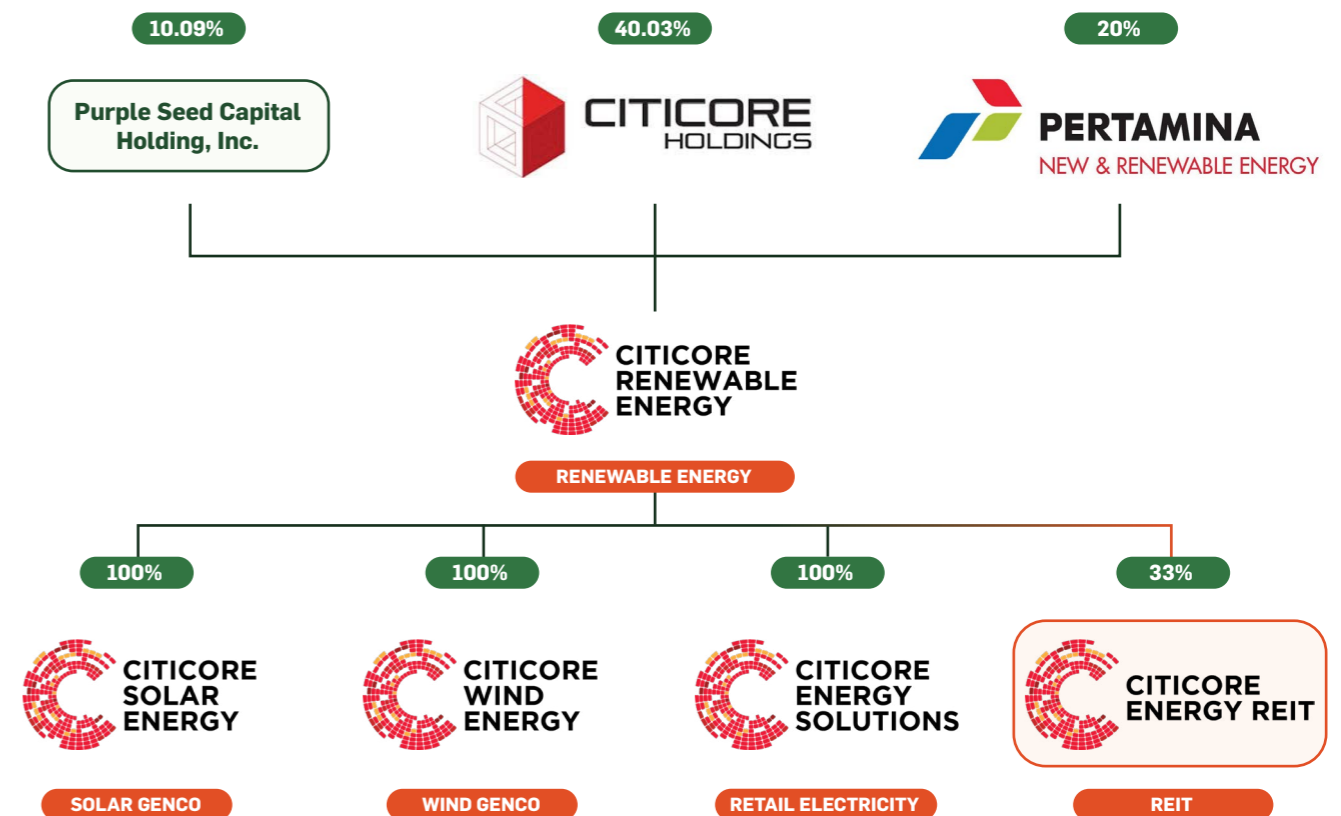 10.09%
40.03%
20%
Purple Seed Capital
Holding, Inc.
CITICORE
HOLDINGS
PERTAMINA
NEW & RENEWABLE ENERGY
CITICORE
RENEWABLE
ENERGY
RENEWABLE ENERGY
100%
100%
100%
33%
CITICORE
SOLAR
ENERGY
CITICORE
WIND
ENERGY
CITICORE
ENERGY
SOLUTIONS
CITICORE
ENERGY REIT
SOLAR GENCO
WIND GENCO
RETAIL ELECTRICITY
REIT